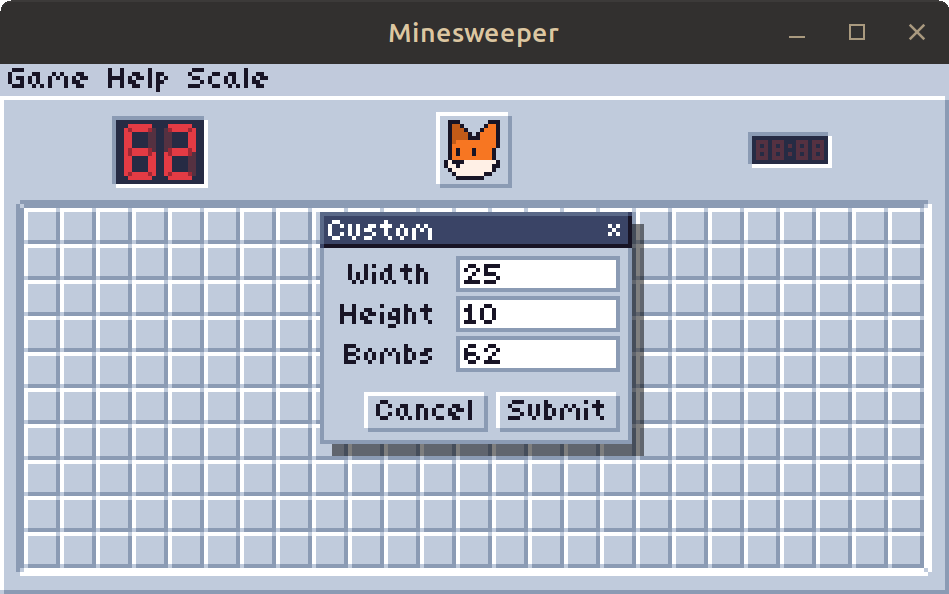 Minesweeper
Game Help Scale
62
Custom x
Width 25
Height 10
Bombs 62
Cancel Submit